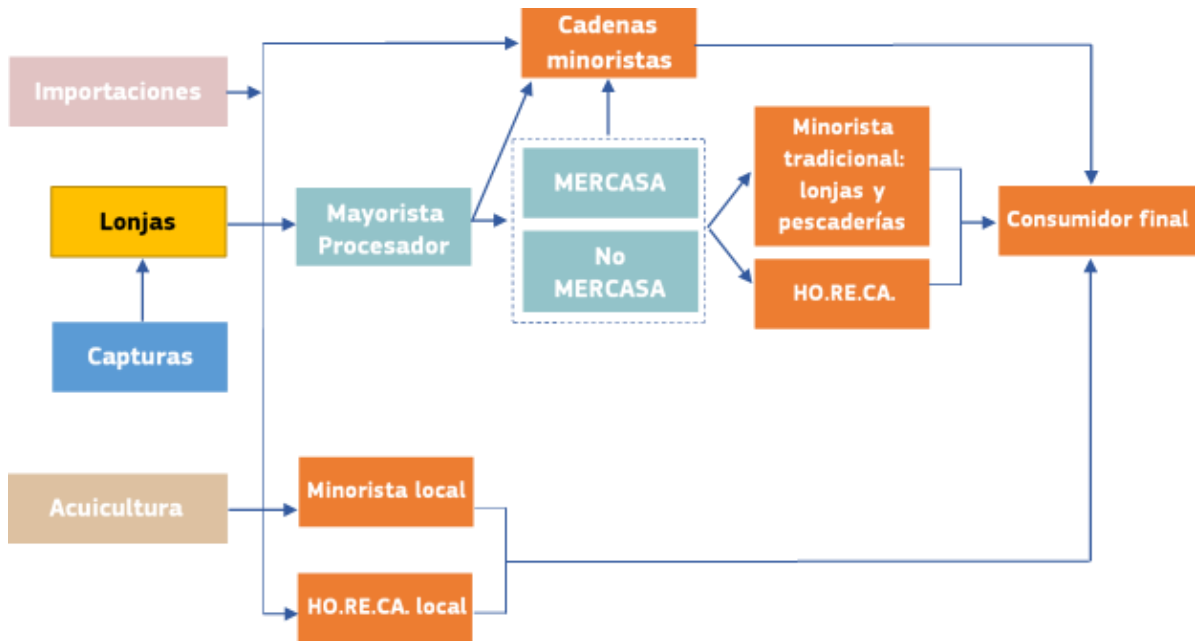 Cadenas
minoristas
Importaciones
Minorista
tradicional:
lonjas y
pescaderías
MERCASA
Lonjas
Mayorista
Procesador
Consumidor final
No
MERCASA
HO.RE.CA.
Capturas
Minorista local
Acuicultura
HO.RE.CA. local